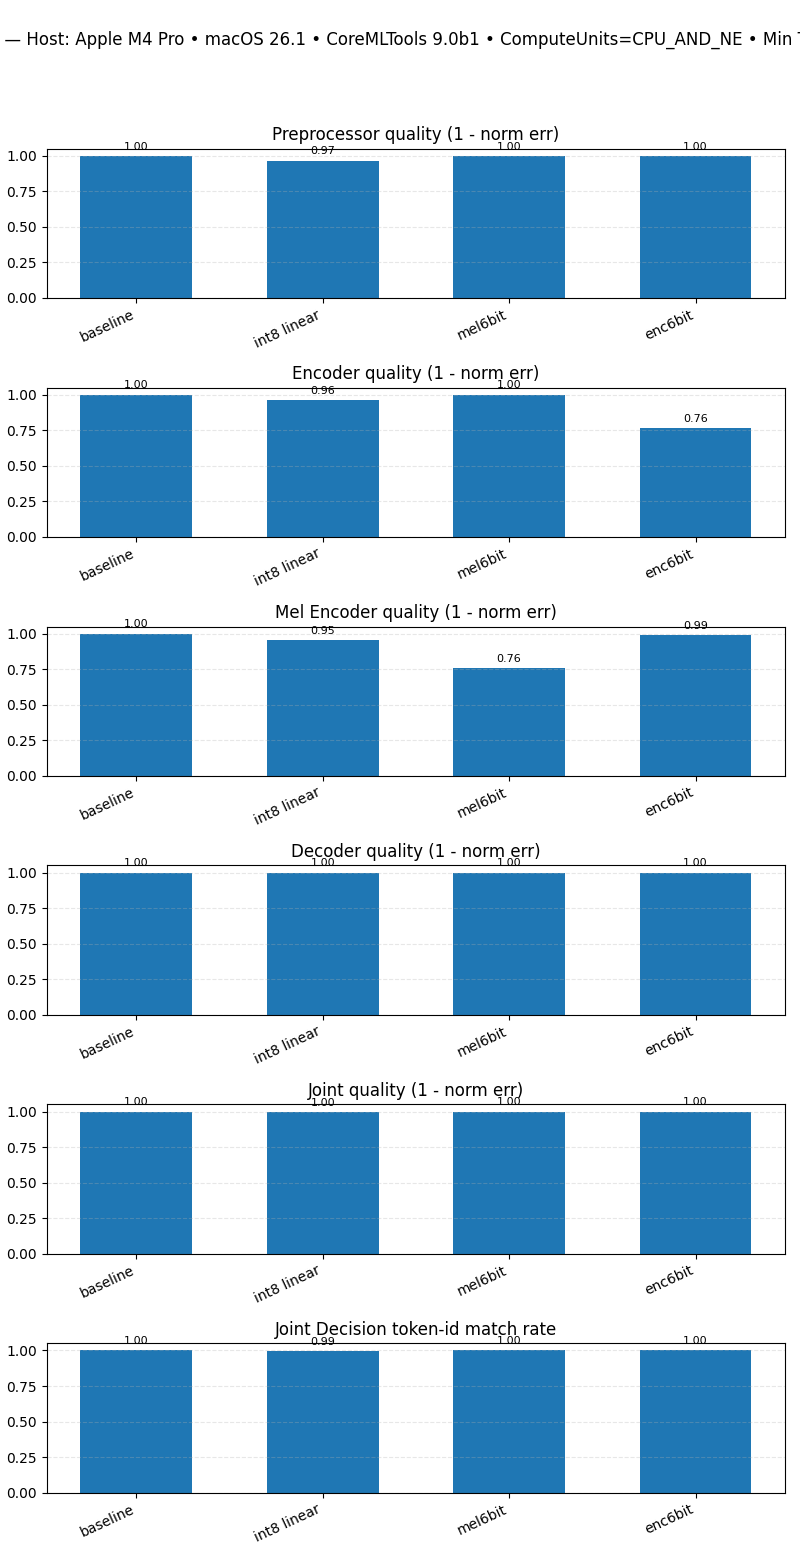 — Host: Apple M4 Pro • macOS 26.1 • CoreMLTools 9.0b1 • ComputeUnits=CPU_AND_NE • Min
Preprocessor quality (1 - norm err)
1.00 0.97 1.00 1.00
1.00
0.75
0.50
0.25
0.00
baseline int8 linear mel6bit enc6bit
Encoder quality (1 - norm err)
1.00 0.96 1.00 0.76
1.00
0.75
0.50
0.25
0.00
baseline int8 linear mel6bit enc6bit
Mel Encoder quality (1 - norm err)
1.00 0.95 0.76 0.99
1.00
0.75
0.50
0.25
0.00
baseline int8 linear mel6bit enc6bit
Decoder quality (1 - norm err)
1.00 1.00 1.00 1.00
1.00
0.75
0.50
0.25
0.00
baseline int8 linear mel6bit enc6bit
Joint quality (1 - norm err)
1.00 1.00 1.00 1.00
1.00
0.75
0.50
0.25
0.00
baseline int8 linear mel6bit enc6bit
Joint Decision token-id match rate
1.00 0.99 1.00 1.00
1.00
0.75
0.50
0.25
0.00
baseline int8 linear mel6bit enc6bit